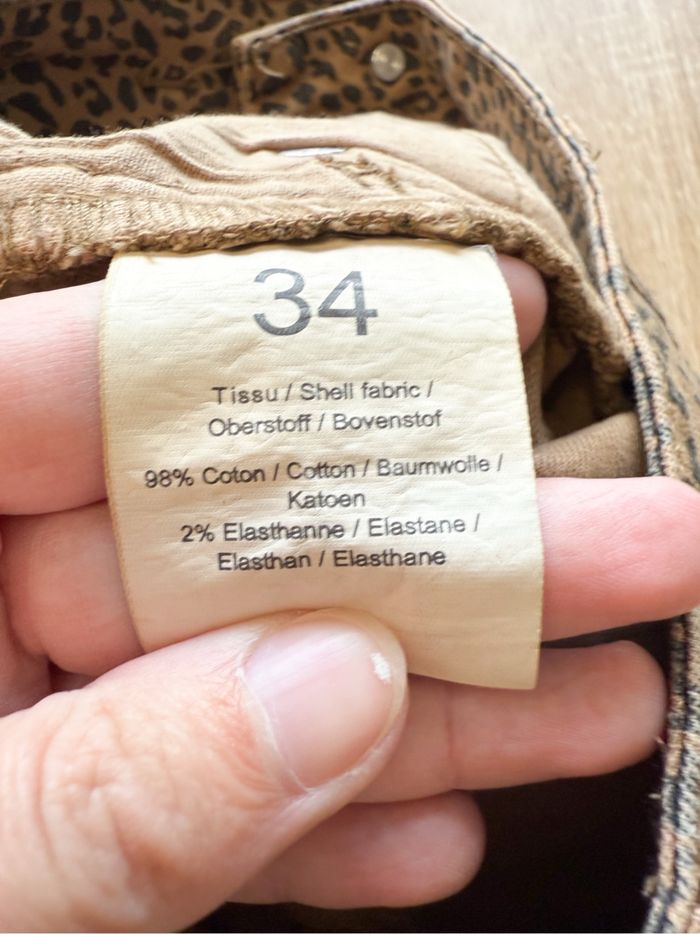 34
Tissu / Shell fabric /
Oberstoff / Bovenstof
98% Coton / Cotton / Baumwolle /
Katoen
2% Elasthanne / Elastane /
Elasthan / Elasthane